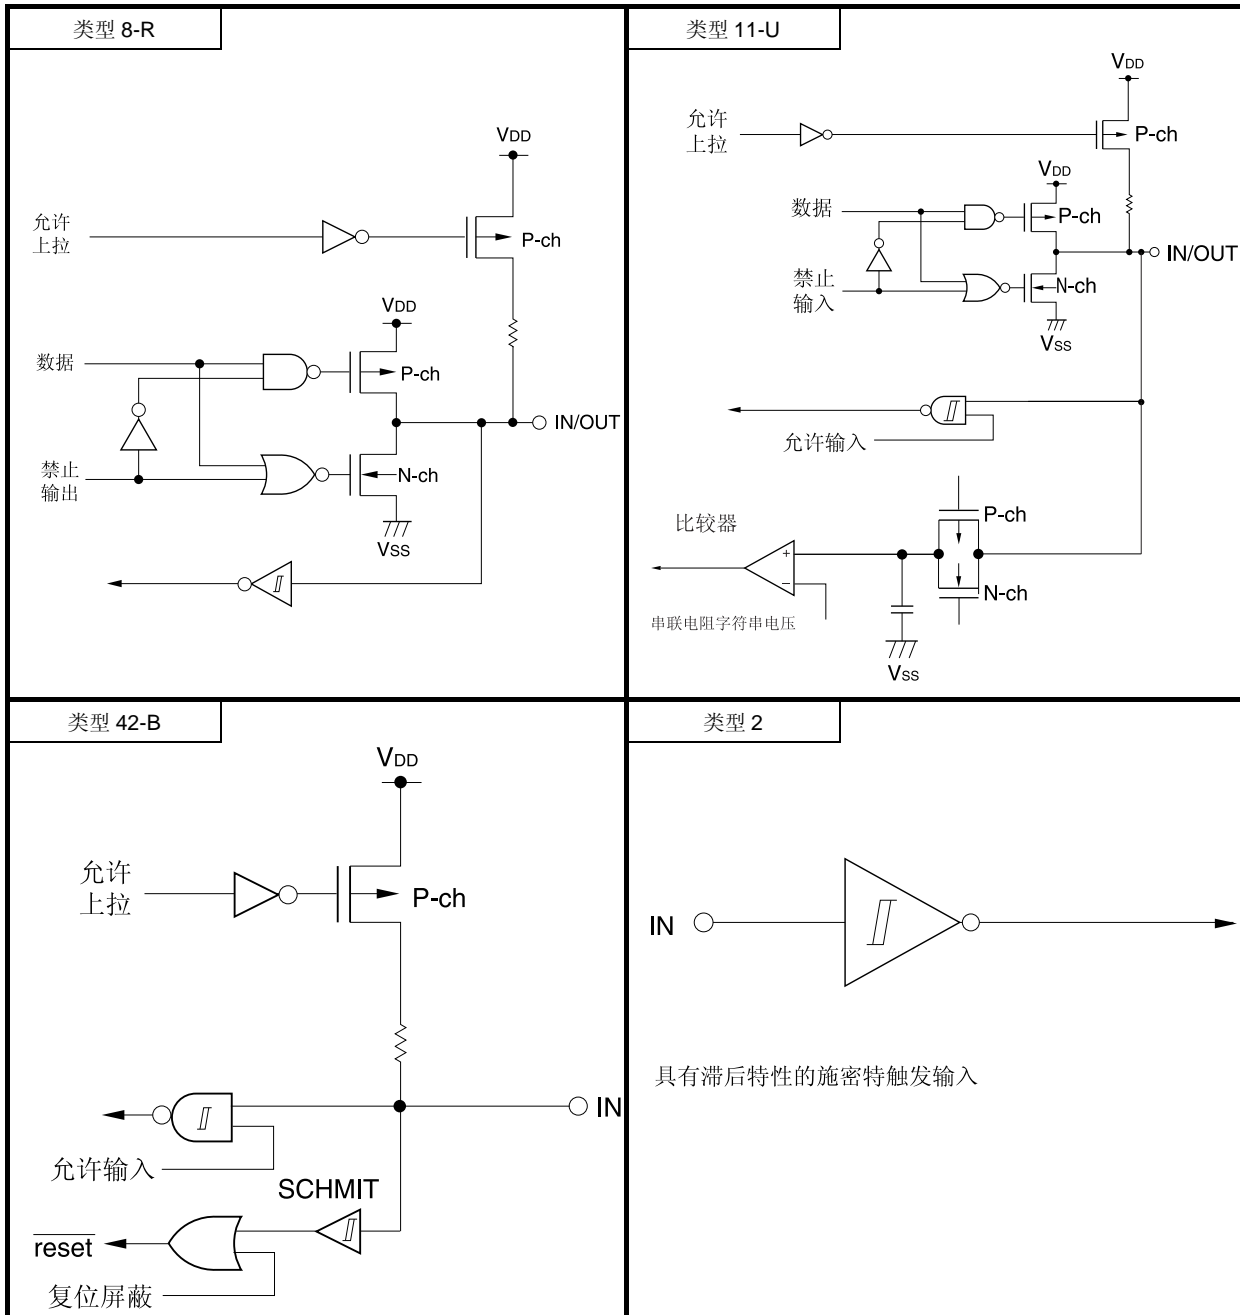 类型 8-R
VDD
允许
上拉
P-ch
VDD
数据
P-ch
IN/OUT
禁止
输出
N-ch
VSS
类型 11-U
VDD
允许
上拉
P-ch
VDD
数据
P-ch
IN/OUT
禁止
输入
N-ch
VSS
允许输入
P-ch
比较器
+
−
N-ch
串联电阻字符串电压
VSS
类型 42-B
VDD
允许
上拉
P-ch
IN
允许输入
SCHMIT
reset
复位屏蔽
类型 2
IN
具有滞后特性的施密特触发输入